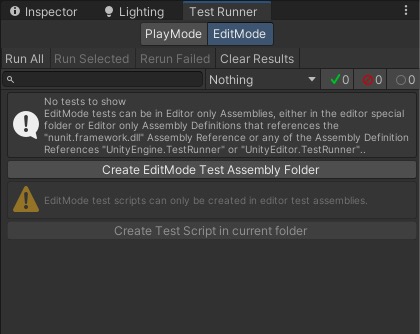 Inspector
Lighting
Test Runner
PlayMode
EditMode
Run All
Run Selected
Rerun Failed
Clear Results
Nothing
0
0
0
No tests to show
EditMode tests can be in Editor only Assemblies, either in the editor special
folder or Editor only Assembly Definitions that references the
"nunit.framework.dll" Assembly Reference or any of the Assembly Definition
References "UnityEngine.TestRunner" or "UnityEditor.TestRunner"..
Create EditMode Test Assembly Folder
EditMode test scripts can only be created in editor test assemblies.
Create Test Script in current folder